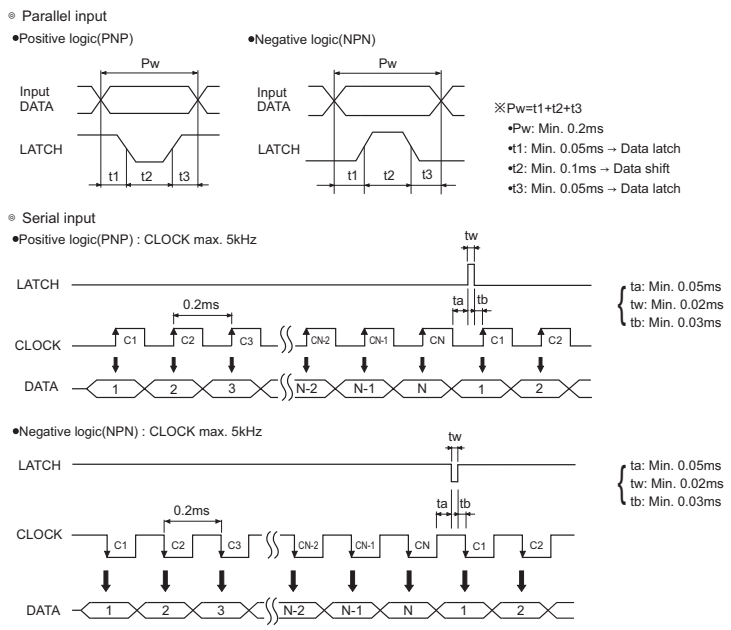 ◎ Parallel input
●Positive logic(PNP)
●Negative logic(NPN)
Pw
Input
DATA
LATCH
t1 t2 t3
Pw
Input
DATA
LATCH
t1 t2 t3
※Pw=t1+t2+t3
•Pw: Min. 0.2ms
•t1: Min. 0.05ms → Data latch
•t2: Min. 0.1ms → Data shift
•t3: Min. 0.05ms → Data latch
◎ Serial input
●Positive logic(PNP) : CLOCK max. 5kHz
tw
LATCH
ta tb
0.2ms
CLOCK C1 C2 C3 CN-2 CN-1 CN C1 C2
DATA 1 2 3 N-2 N-1 N 1 2
ta: Min. 0.05ms
tw: Min. 0.02ms
tb: Min. 0.03ms
●Negative logic(NPN) : CLOCK max. 5kHz
tw
LATCH
ta tb
0.2ms
CLOCK C1 C2 C3 CN-2 CN-1 CN C1 C2
DATA 1 2 3 N-2 N-1 N 1 2
ta: Min. 0.05ms
tw: Min. 0.02ms
tb: Min. 0.03ms